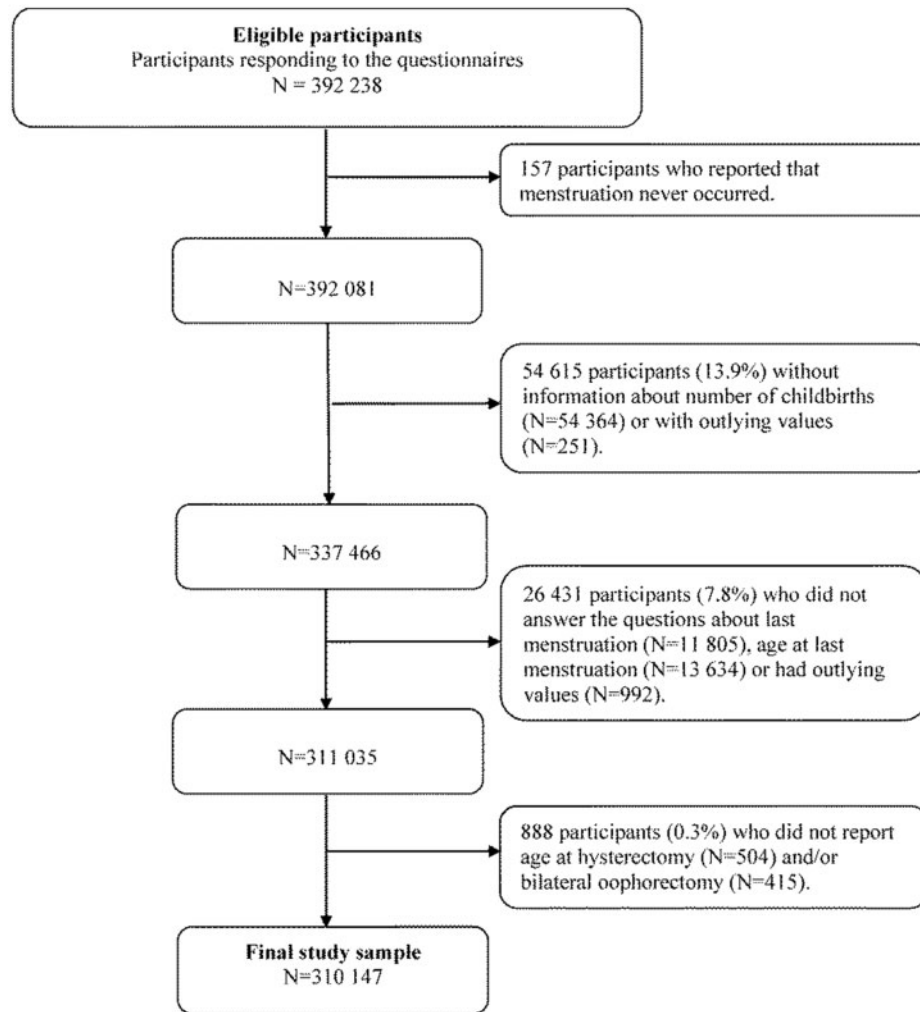 Eligible participants
Participants responding to the questionnaires
N = 392 238
157 participants who reported that
menstruation never occurred.
N=392 081
54 615 participants (13.9%) without
information about number of childbirths
(N=54 364) or with outlying values
(N=251).
N=337 466
26 431 participants (7.8%) who did not
answer the questions about last
menstruation (N=11 805), age at last
menstruation (N=13 634) or had outlying
values (N=992).
N=311 035
888 participants (0.3%) who did not report
age at hysterectomy (N=504) and/or
bilateral oophorectomy (N=415).
Final study sample
N=310 147